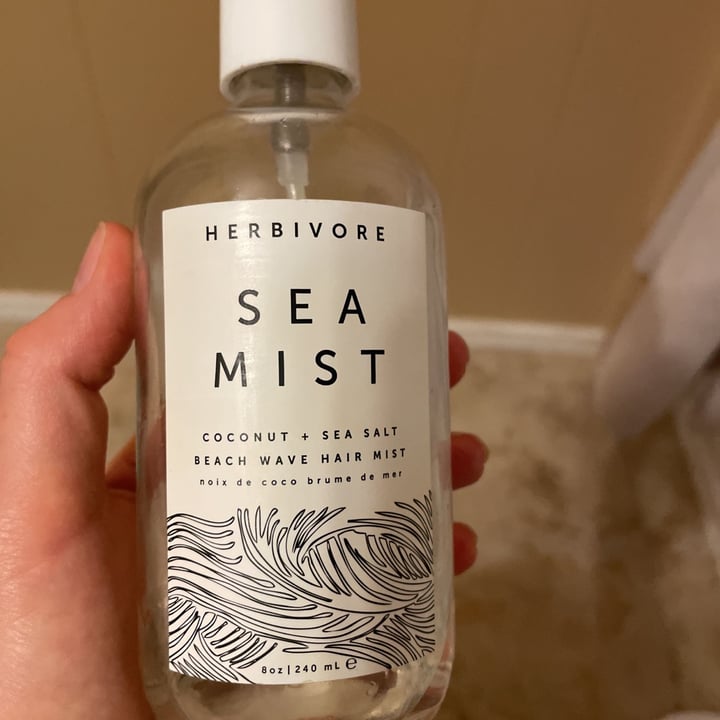 HERBIVORE
SEA
MIST
COCONUT + SEA SALT
BEACH WAVE HAIR MIST
noix de coco brume de mer
8oz | 240 mL ℮